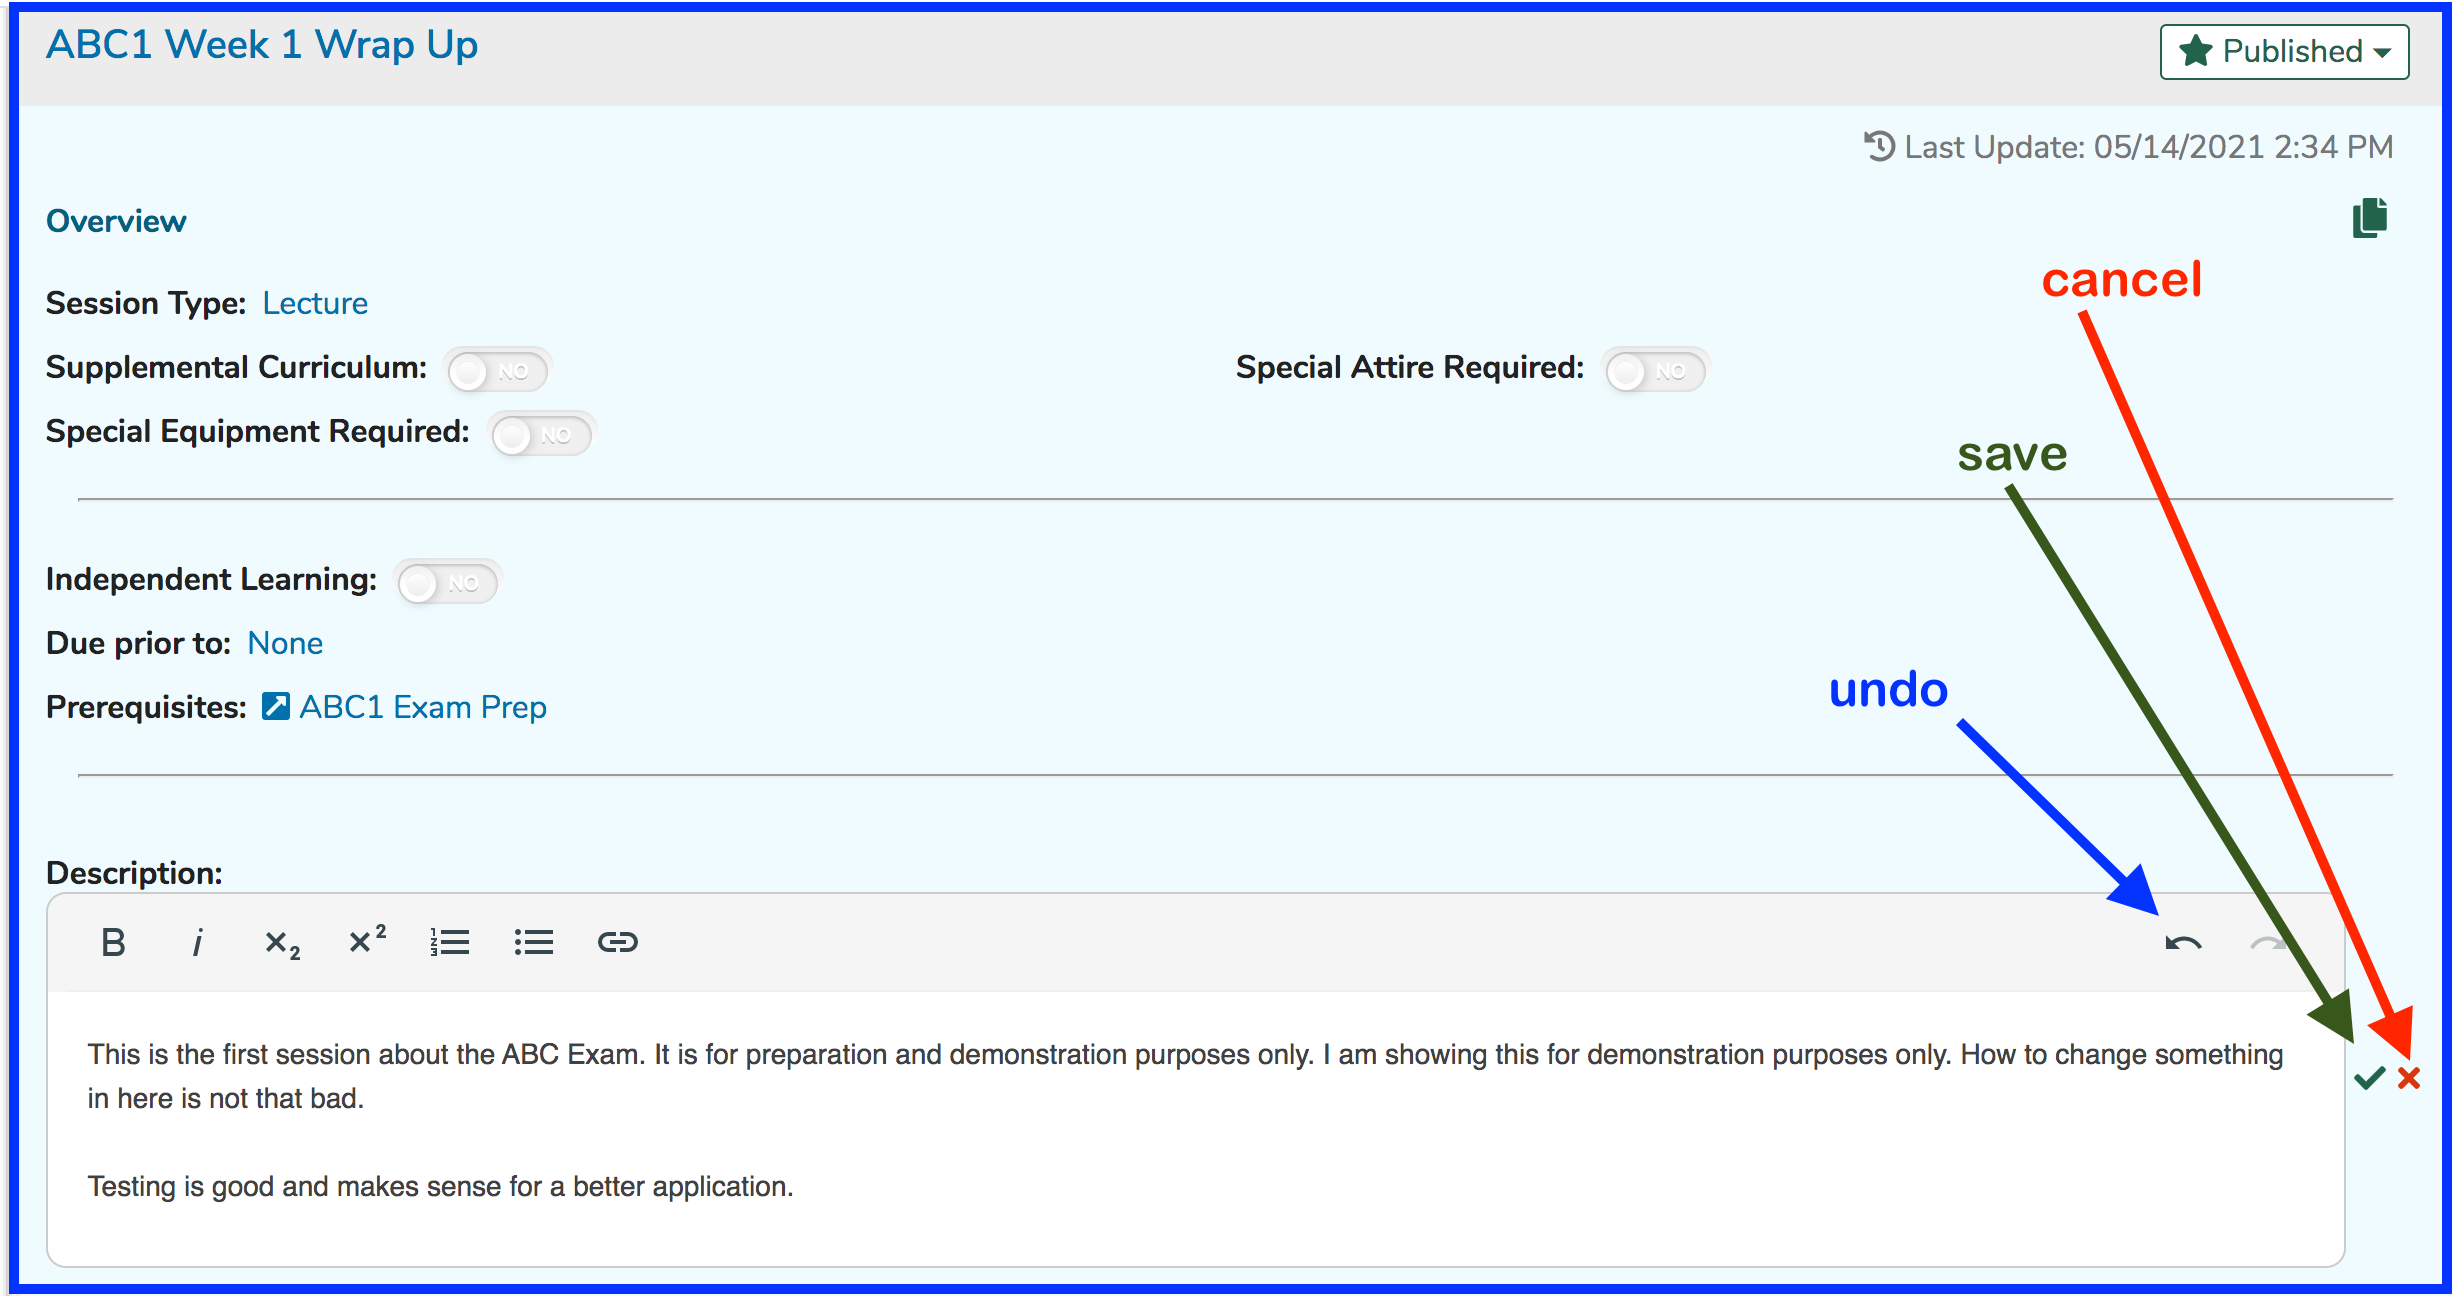 ABC1 Week 1 Wrap Up
Published
Last Update: 05/14/2021 2:34 PM
Overview
cancel
Session Type: Lecture
Supplemental Curriculum: NO
Special Attire Required: NO
Special Equipment Required: NO
save
Independent Learning: NO
Due prior to: None
undo
Prerequisites: ABC1 Exam Prep
Description:
B i x₂ x² 
This is the first session about the ABC Exam. It is for preparation and demonstration purposes only. I am showing this for demonstration purposes only. How to change something
in here is not that bad.
Testing is good and makes sense for a better application.